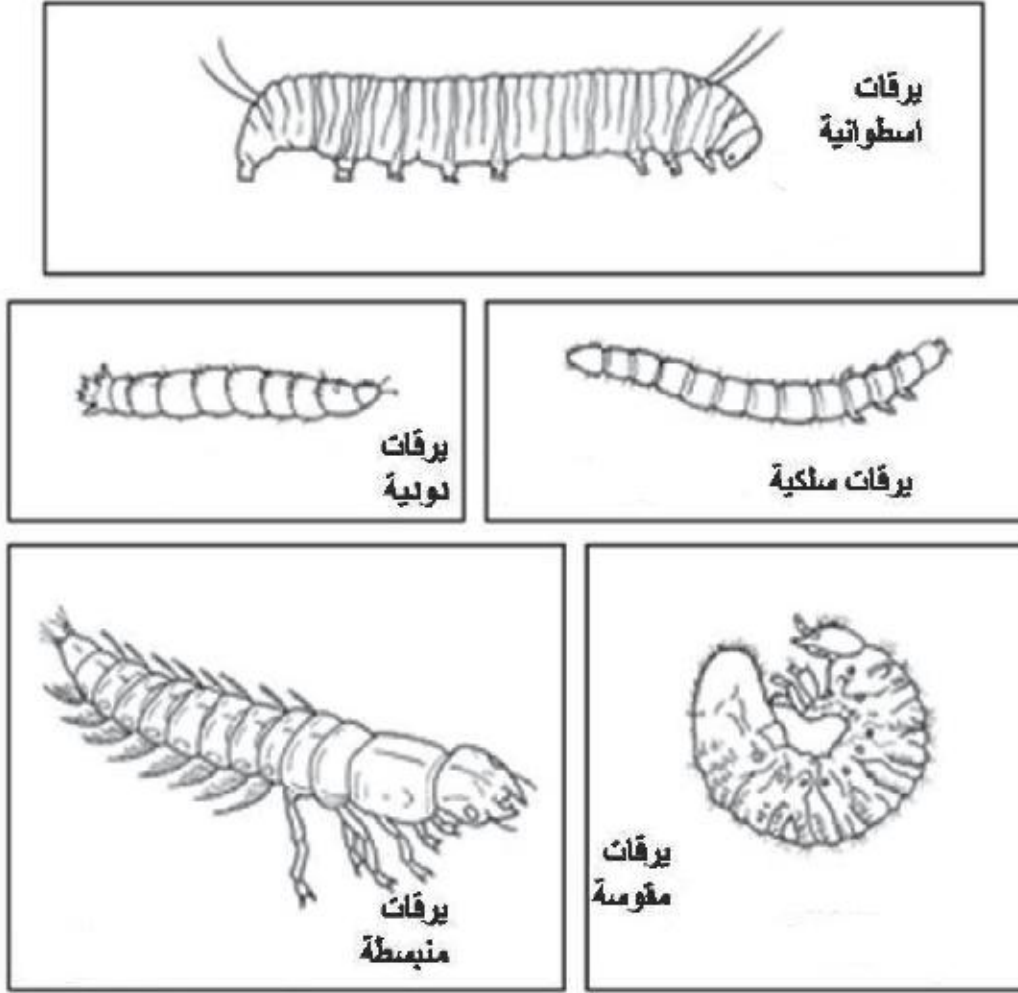 يرقات
اسطوانية
يرقات
دودية
يرقات سلكية
يرقات
منبسطة
يرقات
مقوسة